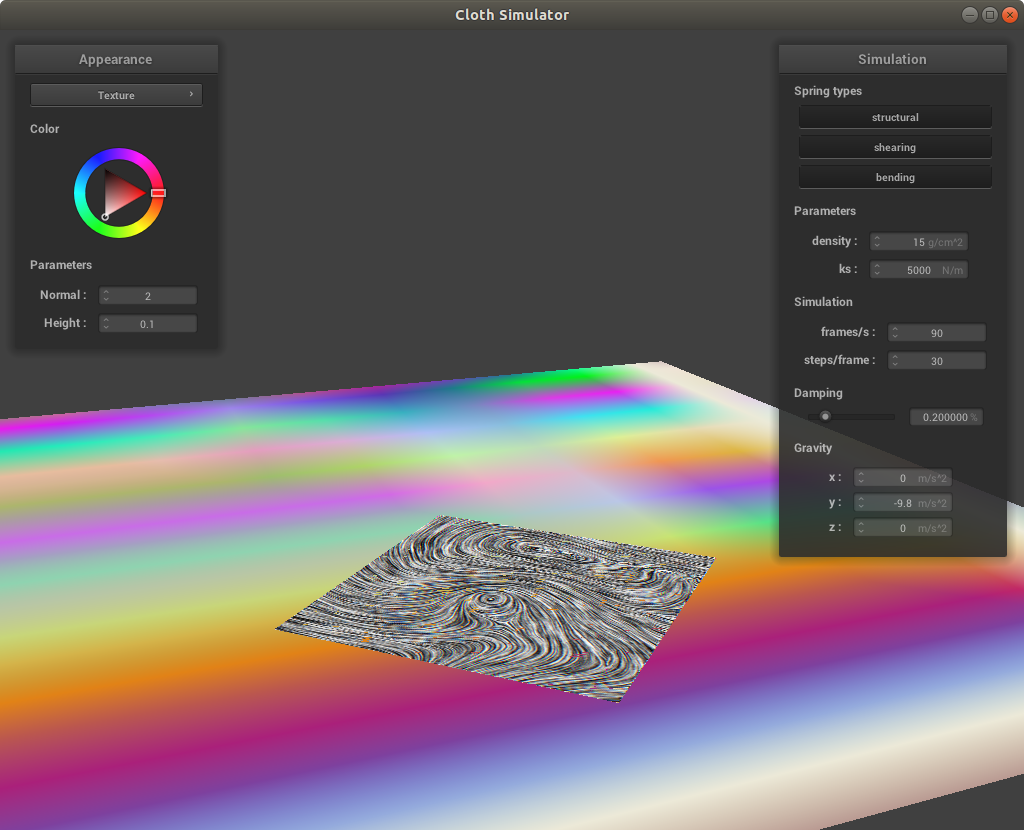 Cloth Simulator
Appearance
Texture
Color
Parameters
Normal : 2
Height : 0.1
Simulation
Spring types
structural
shearing
bending
Parameters
density : 15 g/cm^2
ks : 5000 N/m
Simulation
frames/s : 90
steps/frame : 30
Damping
0.200000 %
Gravity
x : 0 m/s^2
y : -9.8 m/s^2
z : 0 m/s^2